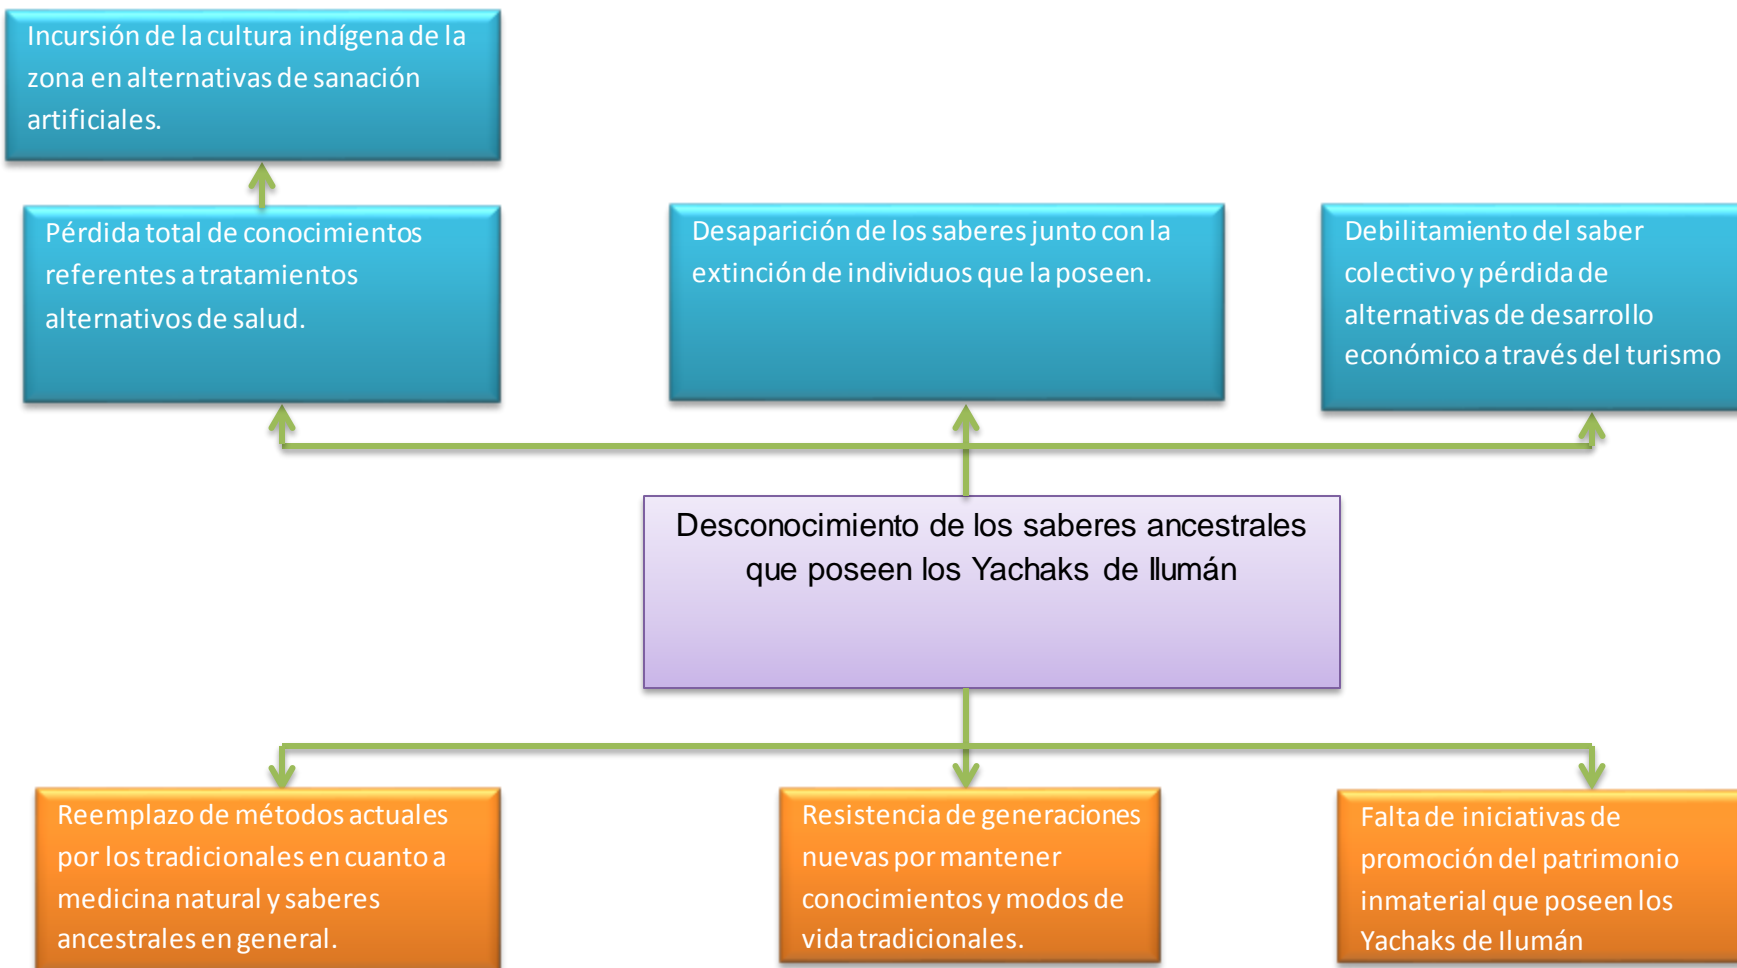 Incursión de la cultura indígena de la
zona en alternativas de sanación
artificiales.
Pérdida total de conocimientos
referentes a tratamientos
alternativos de salud.
Desaparición de los saberes junto con la
extinción de individuos que la poseen.
Debilitamiento del saber
colectivo y pérdida de
alternativas de desarrollo
económico a través del turismo
Desconocimiento de los saberes ancestrales
que poseen los Yachaks de Ilumán
Reemplazo de métodos actuales
por los tradicionales en cuanto a
medicina natural y saberes
ancestrales en general.
Resistencia de generaciones
nuevas por mantener
conocimientos y modos de
vida tradicionales.
Falta de iniciativas de
promoción del patrimonio
inmaterial que poseen los
Yachaks de Ilumán